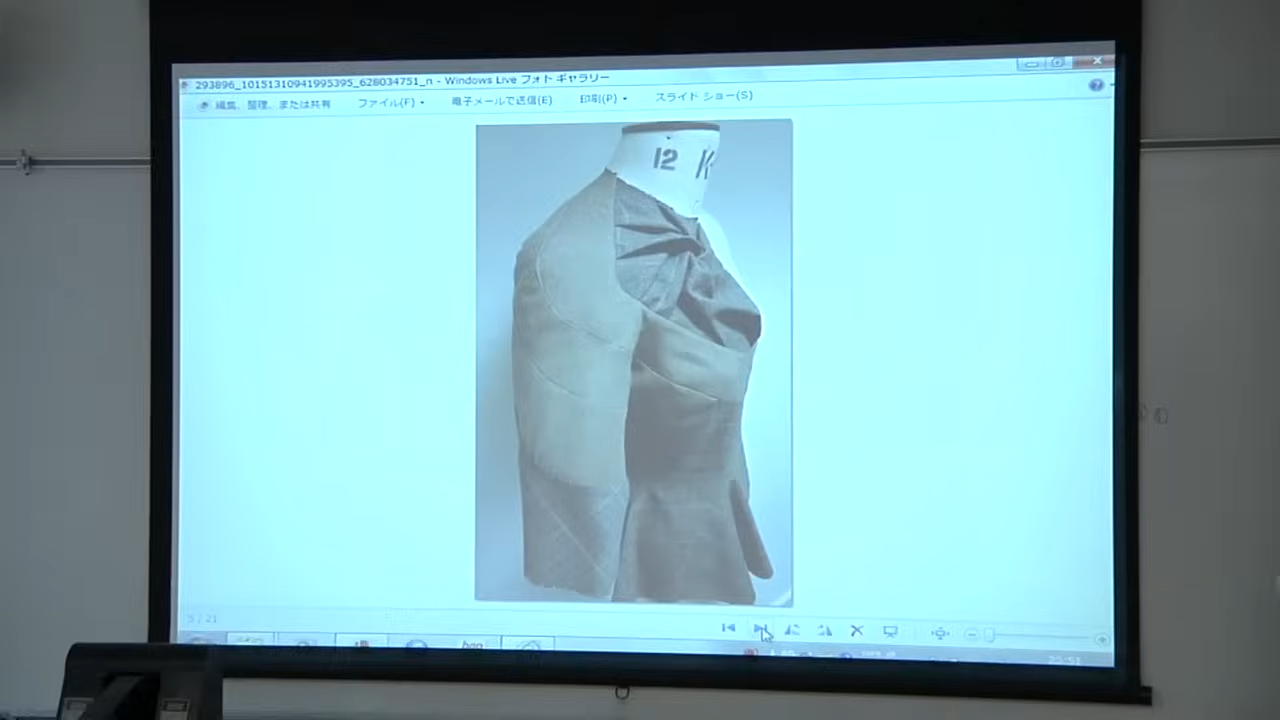 293896_10151310941995395_628034751_n - Windows Live フォト ギャラリー
編集、整理、または共有 ファイル(F) 電子メールで送信(E) 印刷(P) スライド ショー(S)
12
5 / 21